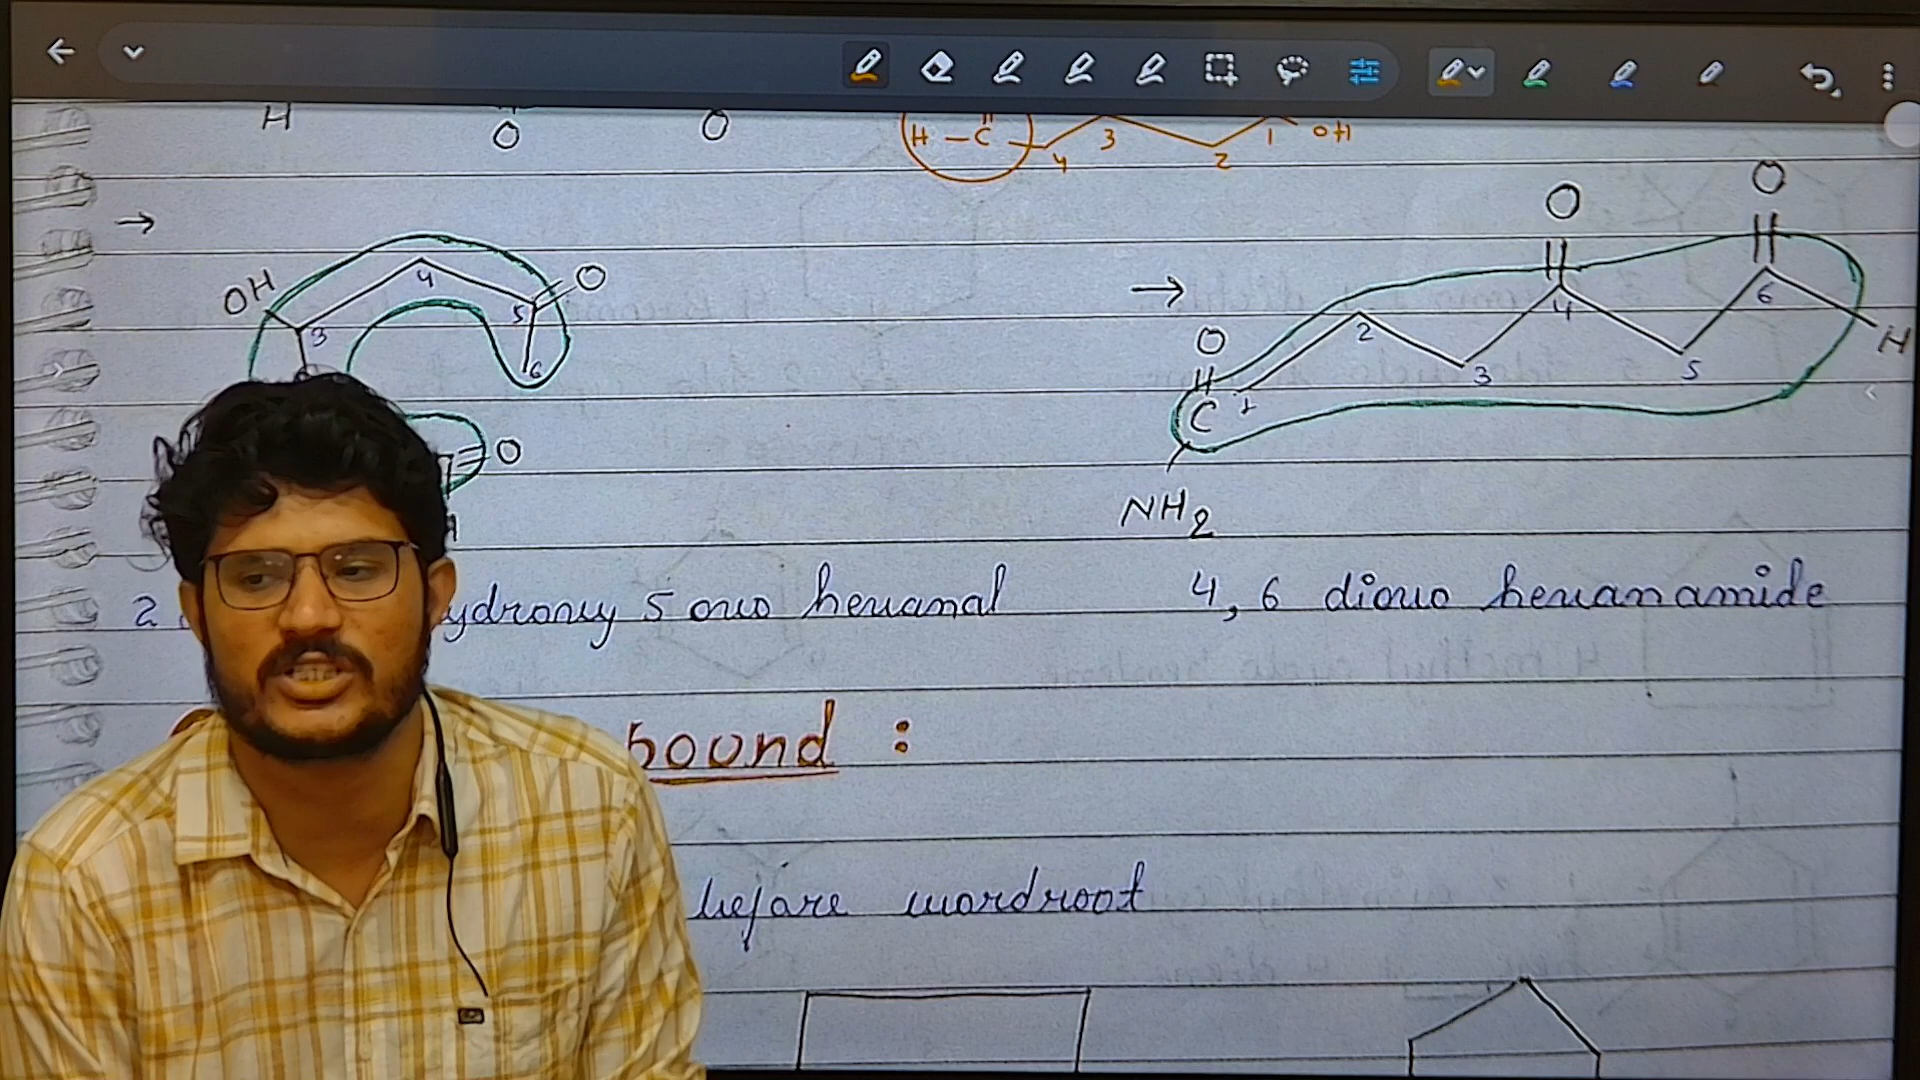 H O O H - C 4 3 2 1 OH
→ OH 3 4 5 O 6
O
→ O C 1 2 3 O 4 5 O 6 H
NH2
2 ydroxy 5 oxo hexanal
4, 6 dioxo hexanamide
pound :
before wordroot